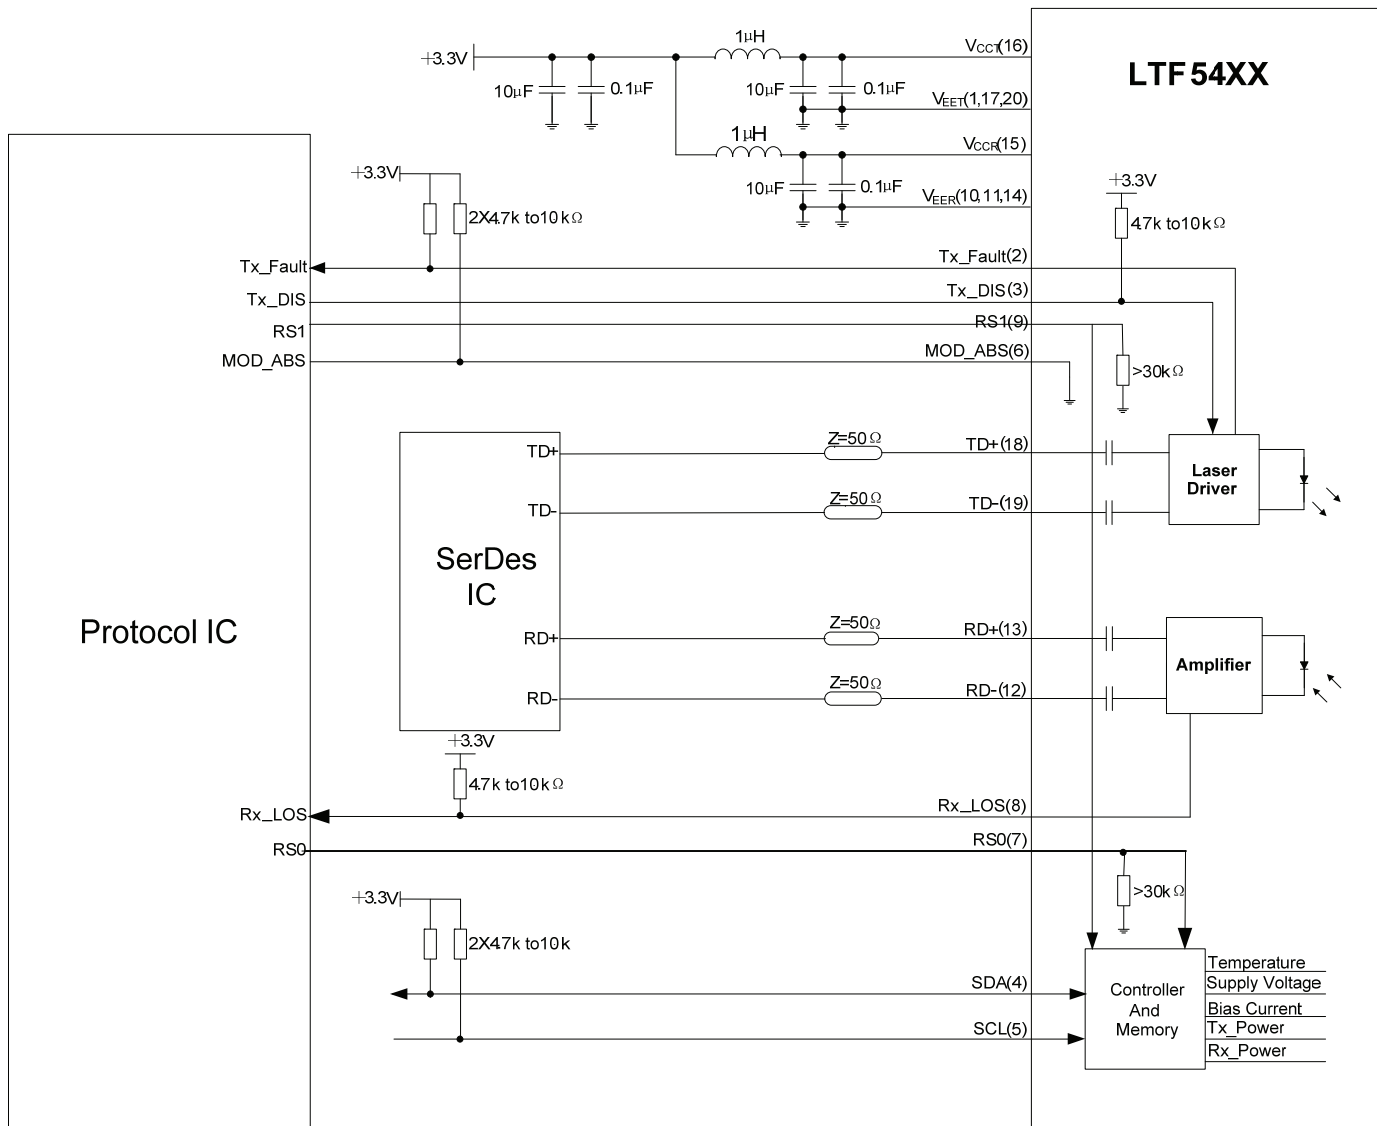 1μH
VCCT(16)
+3.3V
LTF 54XX
10μF
0.1μF
10μF
0.1μF
VEET(1,17,20)
1μH
VCCR(15)
+3.3V
10μF
0.1μF
VEER(10,11,14)
+3.3V
2X4.7k to10kΩ
4.7k to10kΩ
Tx_Fault
Tx_Fault(2)
Tx_DIS
Tx_DIS(3)
RS1
RS1(9)
MOD_ABS
MOD_ABS(6)
>30kΩ
TD+
Z=50Ω
TD+(18)
Laser
Driver
TD-
Z=50Ω
TD-(19)
SerDes
IC
Protocol IC
RD+
Z=50Ω
RD+(13)
Amplifier
RD-
Z=50Ω
RD-(12)
+3.3V
4.7k to10kΩ
Rx_LOS
Rx_LOS(8)
RS0
RS0(7)
+3.3V
>30kΩ
2X47k to10k
Temperature
SDA(4)
Controller
And
Memory
Supply Voltage
Bias Current
SCL(5)
Tx_Power
Rx_Power